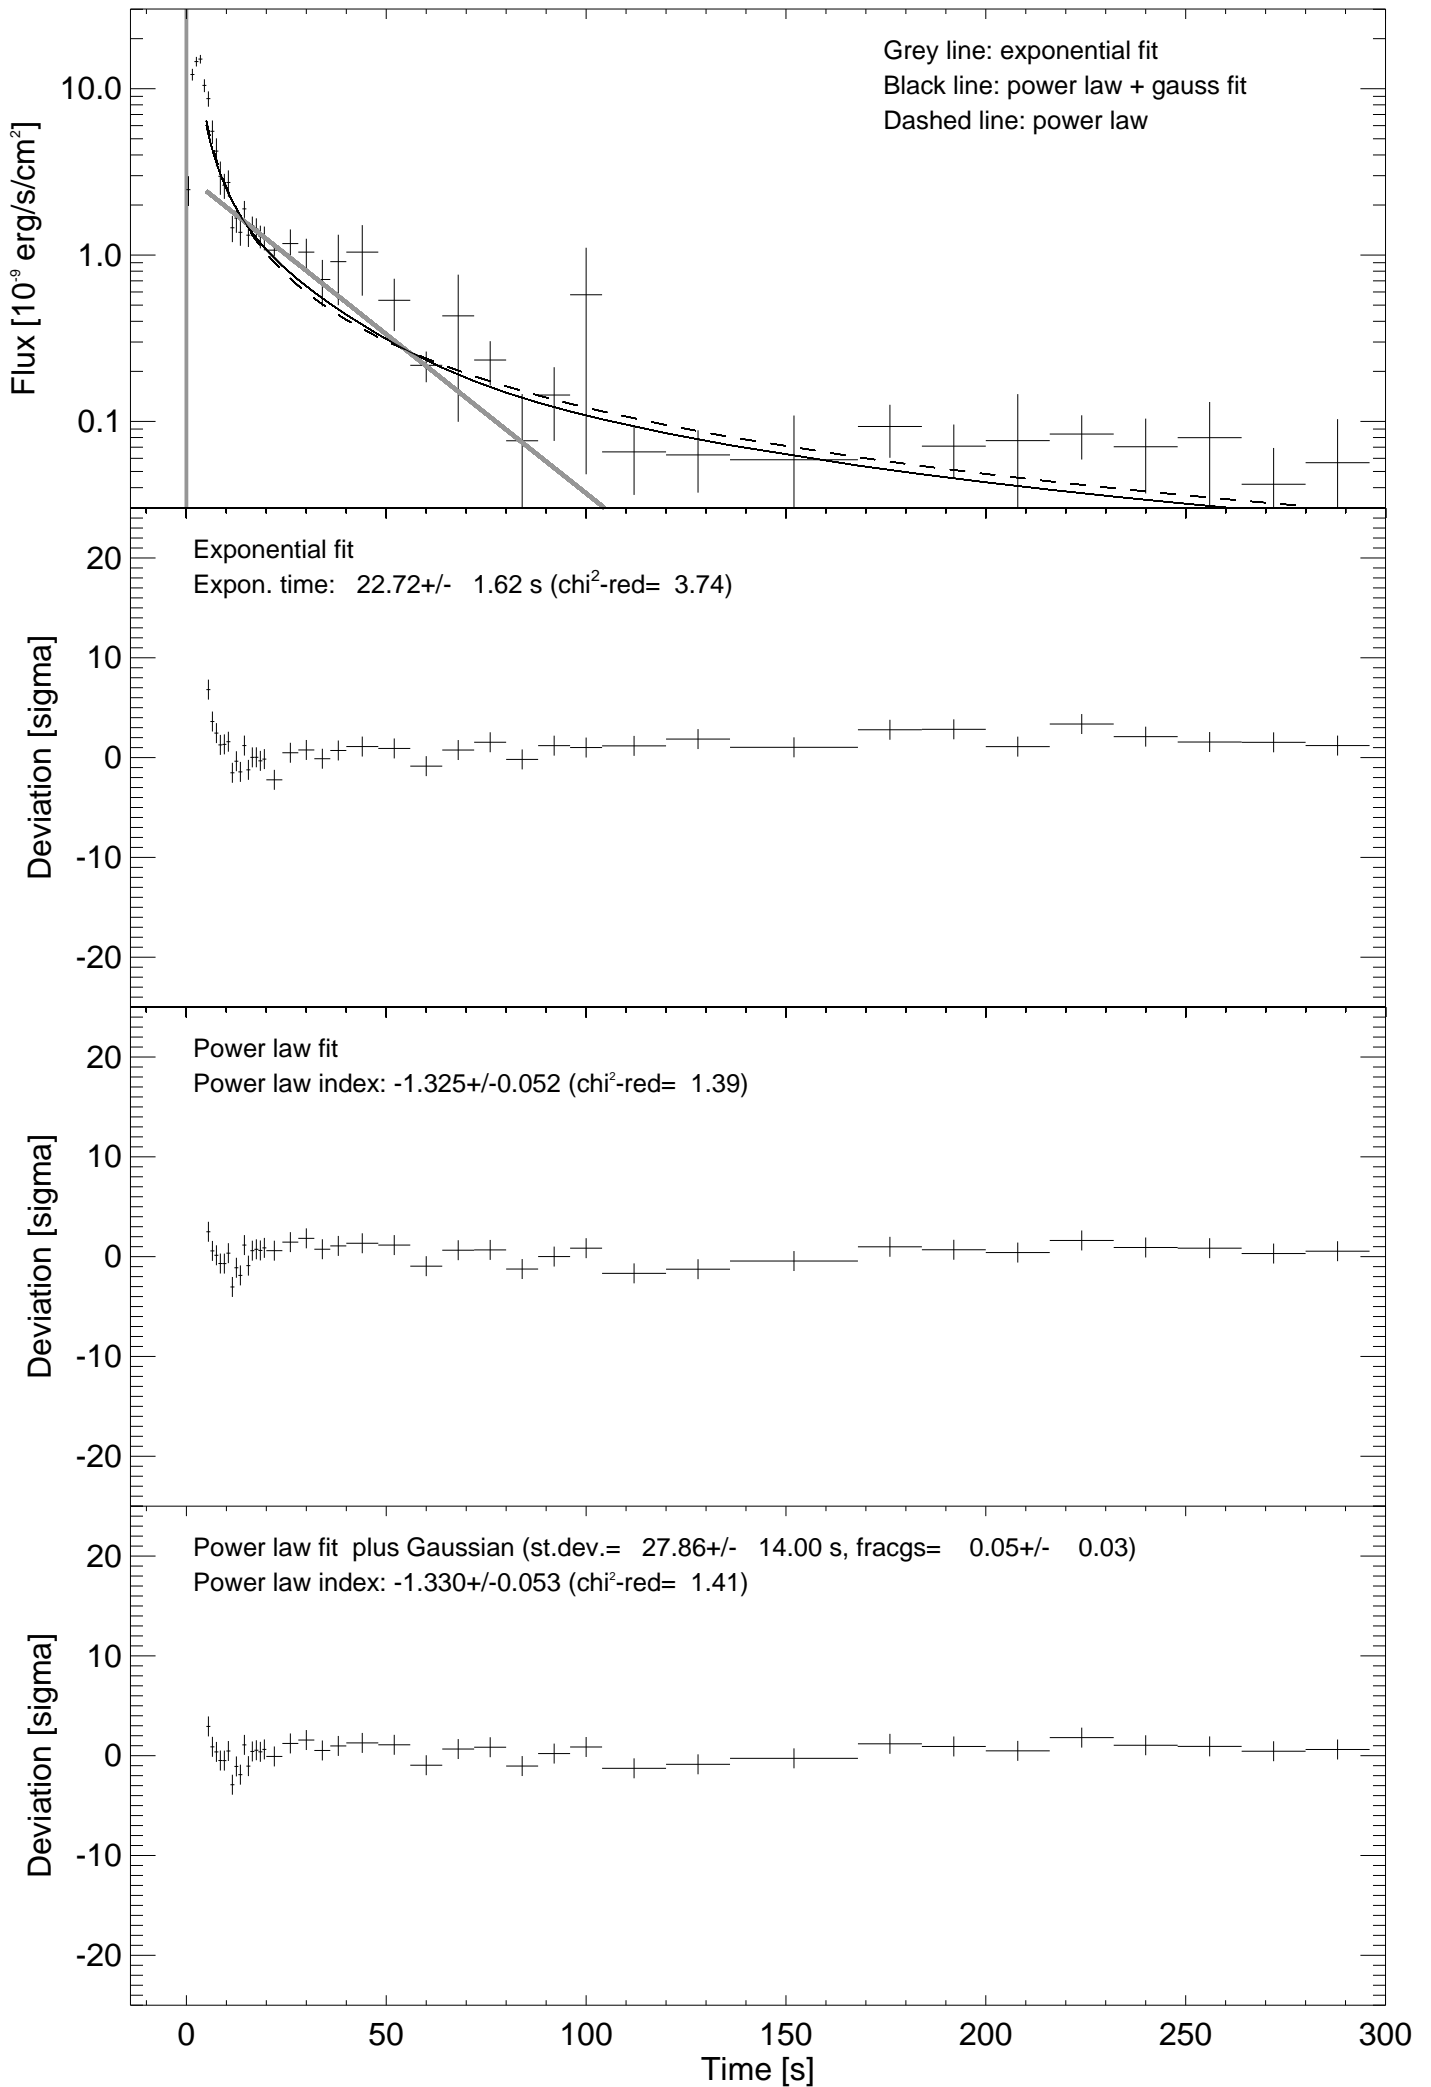 Grey line: exponential fit
Black line: power law + gauss fit
Dashed line: power law
10.0
1.0
0.1
Flux [10⁻⁹ erg/s/cm²]
Exponential fit
Expon. time: 22.72+/- 1.62 s (chi²-red= 3.74)
20
10
0
-10
-20
Deviation [sigma]
Power law fit
Power law index: -1.325+/-0.052 (chi²-red= 1.39)
20
10
0
-10
-20
Deviation [sigma]
Power law fit plus Gaussian (st.dev.= 27.86+/- 14.00 s, fracgs= 0.05+/- 0.03)
Power law index: -1.330+/-0.053 (chi²-red= 1.41)
20
10
0
-10
-20
Deviation [sigma]
0 50 100 150 200 250 300
Time [s]